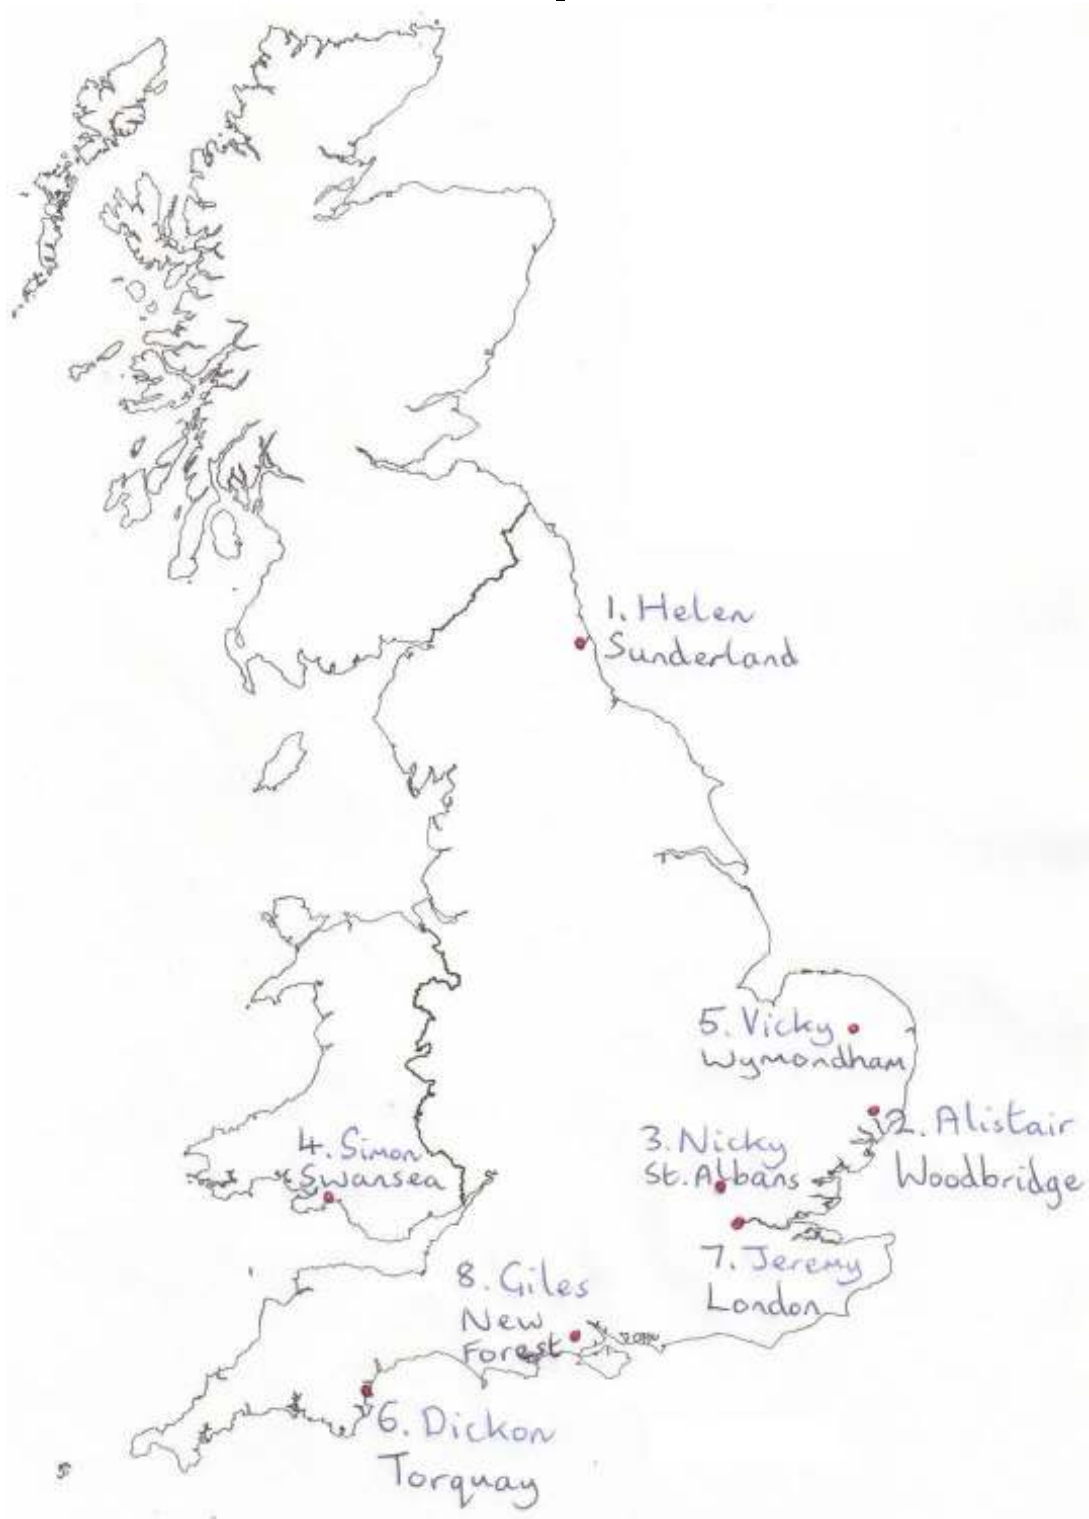 1. Helen
Sunderland
5. Vicky
Wymondham
2. Alistair
Woodbridge
3. Nicky
St. Albans
4. Simon
Swansea
7. Jeremy
London
8. Giles
New
Forest
6. Dickon
Torquay